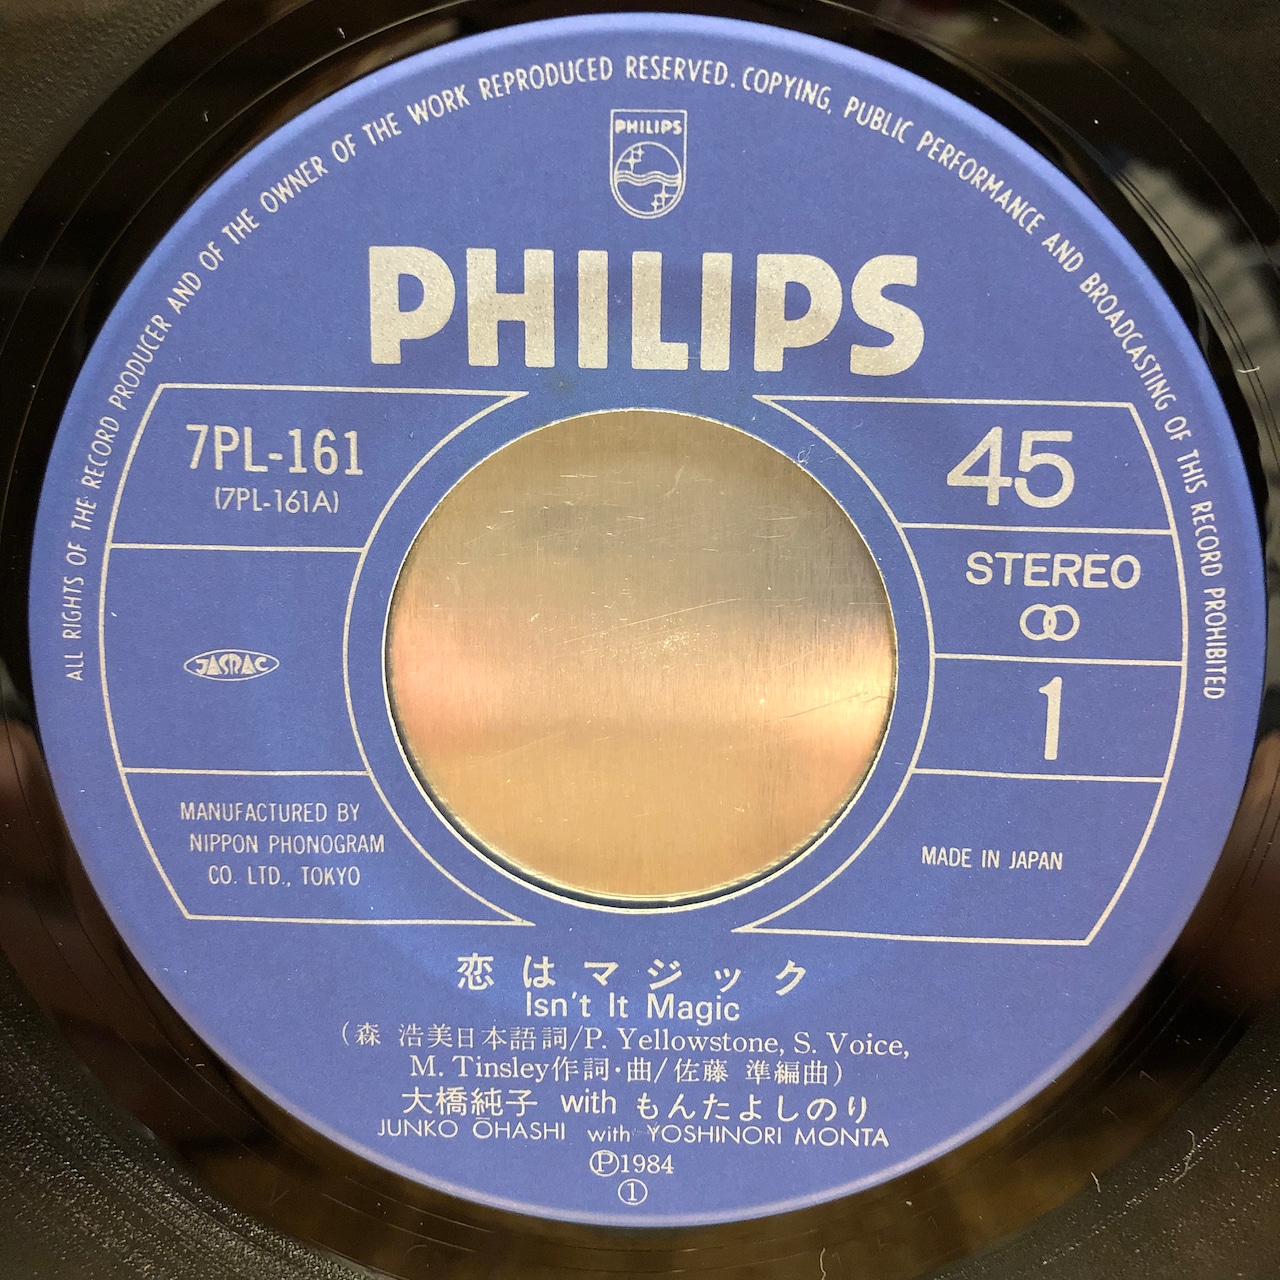 ALL RIGHTS OF THE RECORD PRODUCER AND OF THE OWNER OF THE WORK REPRODUCED RESERVED. COPYING, PUBLIC PERFORMANCE AND BROADCASTING OF THIS RECORD PROHIBITED
PHILIPS
PHILIPS
7PL-161
(7PL-161A)
45
STEREO
JASRAC
1
MANUFACTURED BY
NIPPON PHONOGRAM
CO. LTD., TOKYO
MADE IN JAPAN
恋はマジック
Isn't It Magic
(森 浩美日本語詞/P. Yellowstone, S. Voice,
M. Tinsley作詞・曲/佐藤 準編曲)
大橋純子 with もんたよしのり
JUNKO ŌHASHI with YOSHINORI MONTA
Ⓟ1984
①